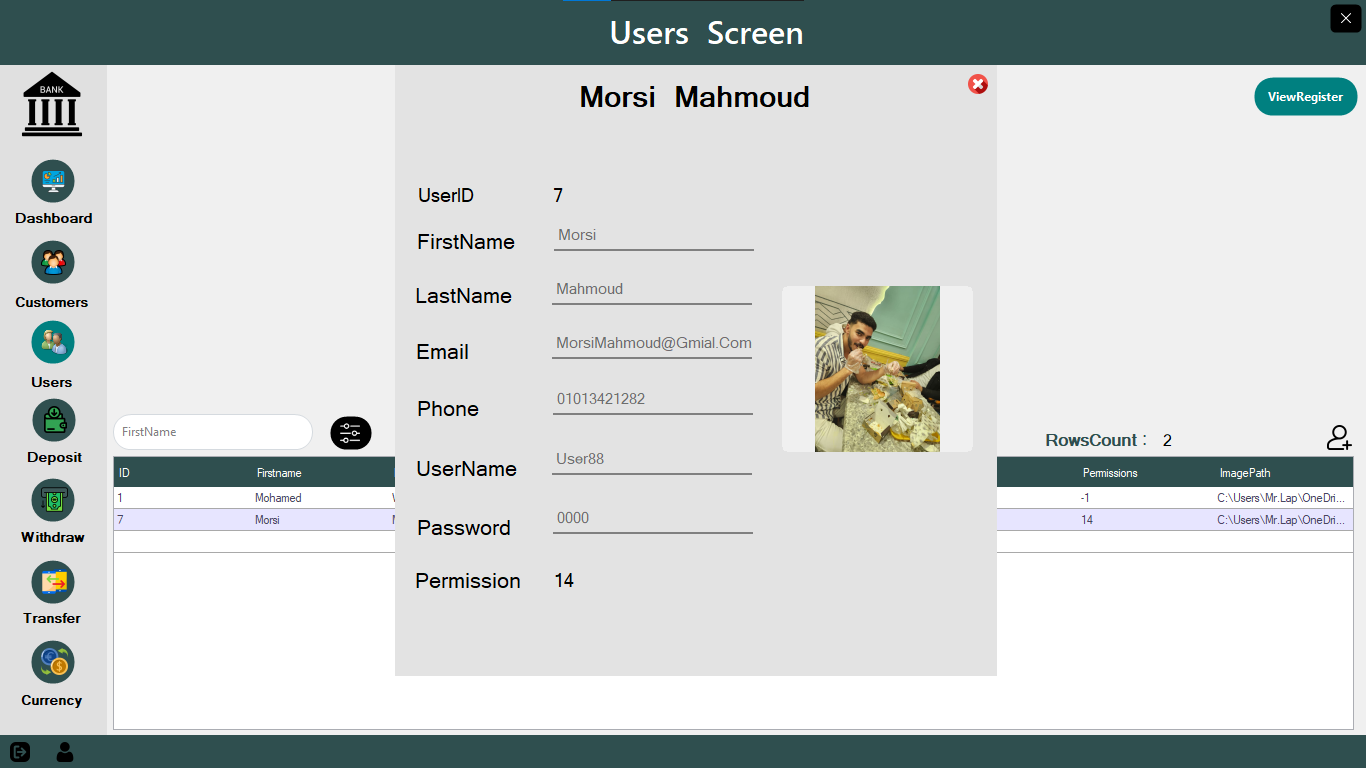 Users Screen
BANK
Morsi Mahmoud
ViewRegister
UserID 7
Dashboard
FirstName Morsi
LastName Mahmoud
Customers
Email MorsiMahmoud@Gmial.Com
Users
Phone 01013421282
FirstName
RowsCount : 2
Deposit
UserName User88
ID Firstname Permissions ImagePath
1 Mohamed -1 C:\Users\Mr.Lap\OneDri...
7 Morsi 14 C:\Users\Mr.Lap\OneDri...
Password 0000
Withdraw
Permission 14
Transfer
Currency